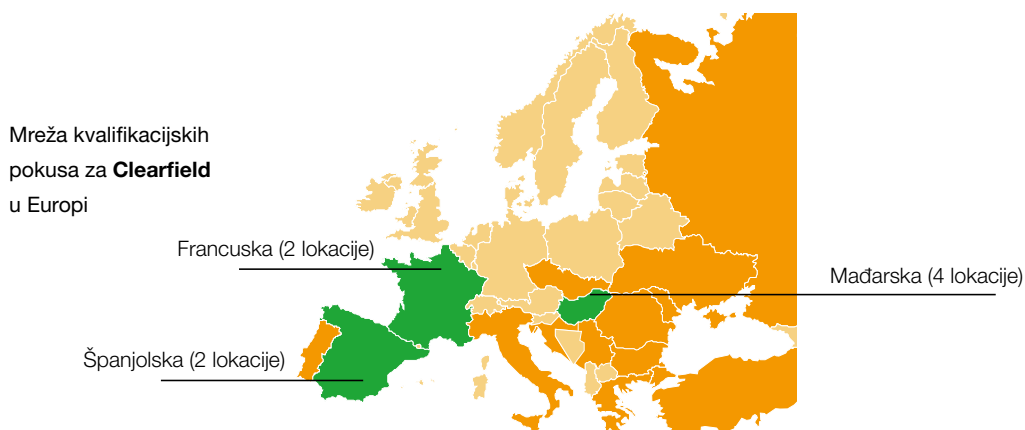 Mreža kvalifikacijskih
pokusa za Clearfield
u Europi
Francuska (2 lokacije)
Mađarska (4 lokacije)
Španjolska (2 lokacije)